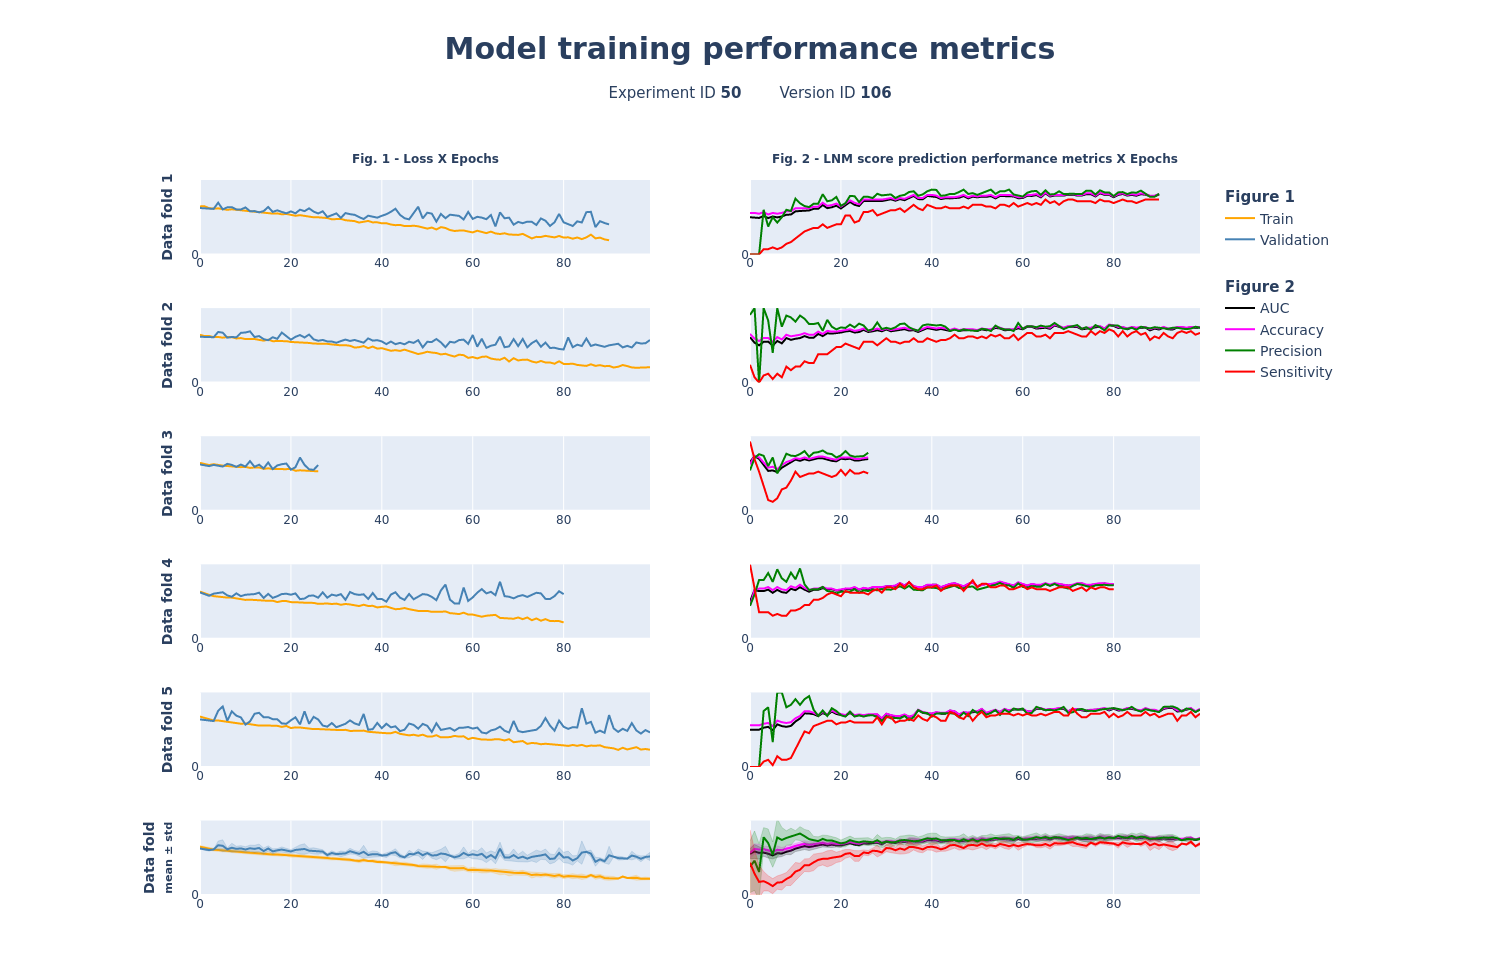 Model training performance metrics
Experiment ID 50 Version ID 106
Fig. 1 - Loss X Epochs
Fig. 2 - LNM score prediction performance metrics X Epochs
Data fold 1
0
0 20 40 60 80
0
0 20 40 60 80
Figure 1
Train
Validation
Figure 2
AUC
Accuracy
Precision
Sensitivity
Data fold 2
0
0 20 40 60 80
0
0 20 40 60 80
Data fold 3
0
0 20 40 60 80
0
0 20 40 60 80
Data fold 4
0
0 20 40 60 80
0
0 20 40 60 80
Data fold 5
0
0 20 40 60 80
0
0 20 40 60 80
Data fold
mean ± std
0
0 20 40 60 80
0
0 20 40 60 80